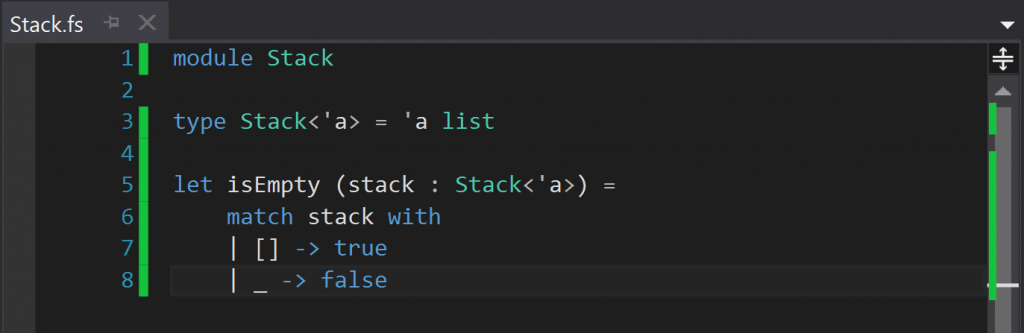 Stack.fs
1 module Stack
2
3 type Stack<'a> = 'a list
4
5 let isEmpty (stack : Stack<'a>) =
6     match stack with
7     | [] -> true
8     | _ -> false